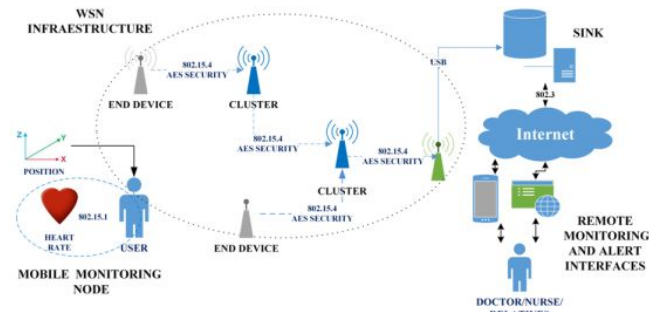 WSN
INFRAESTRUCTURE
802.15.4
AES SECURITY
END DEVICE
CLUSTER
802.15.4
AES SECURITY
802.15.4
AES SECURITY
CLUSTER
802.15.4
AES SECURITY
END DEVICE
USB
SINK
802.3
Internet
Z
Y
X
POSITION
802.15.1
HEART
RATE
USER
MOBILE MONITORING
NODE
REMOTE
MONITORING
AND ALERT
INTERFACES
DOCTOR/NURSE/